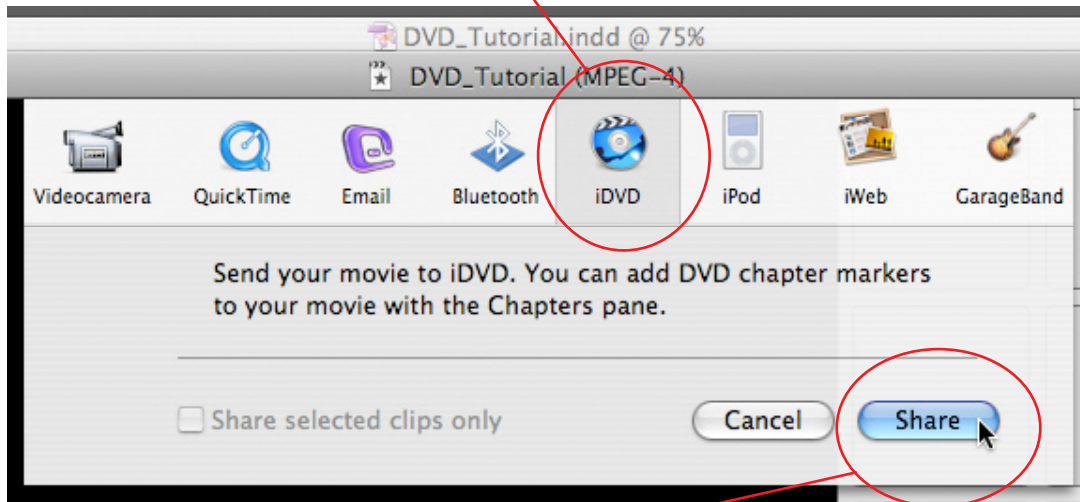 DVD_Tutorial.indd @ 75%
DVD_Tutorial (MPEG-4)
Videocamera QuickTime Email Bluetooth iDVD iPod iWeb GarageBand
Send your movie to iDVD. You can add DVD chapter markers
to your movie with the Chapters pane.
Share selected clips only Cancel Share